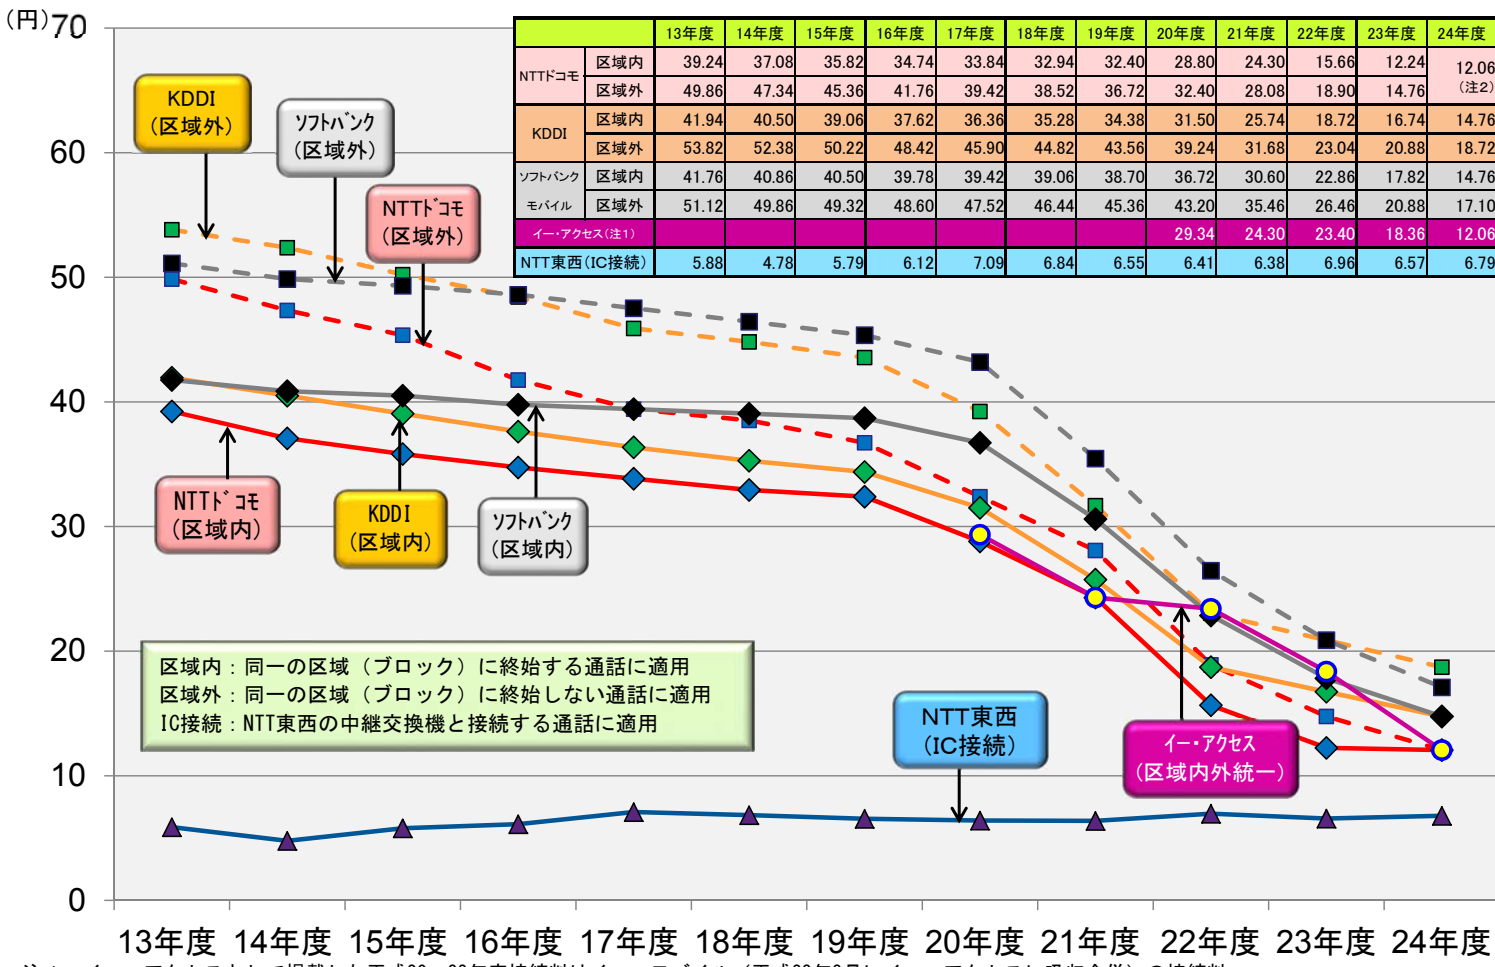 (円)
70
60
50
40
30
20
10
0
13年度 14年度 15年度 16年度 17年度 18年度 19年度 20年度 21年度 22年度 23年度 24年度
NTTドコモ 区域内 39.24 37.08 35.82 34.74 33.84 32.94 32.40 28.80 24.30 15.66 12.24 12.06
区域外 49.86 47.34 45.36 41.76 39.42 38.52 36.72 32.40 28.08 18.90 14.76 (注2)
KDDI 区域内 41.94 40.50 39.06 37.62 36.36 35.28 34.38 31.50 25.74 18.72 16.74 14.76
区域外 53.82 52.38 50.22 48.42 45.90 44.82 43.56 39.24 31.68 23.04 20.88 18.72
ソフトバンク 区域内 41.76 40.86 40.50 39.78 39.42 39.06 38.70 36.72 30.60 22.86 17.82 14.76
モバイル 区域外 51.12 49.86 49.32 48.60 47.52 46.44 45.36 43.20 35.46 26.46 20.88 17.10
イー・アクセス(注1) 29.34 24.30 23.40 18.36 12.06
NTT東西(IC接続) 5.88 4.78 5.79 6.12 7.09 6.84 6.55 6.41 6.38 6.96 6.57 6.79
KDDI
(区域外)
ソフトバンク
(区域外)
NTTドコモ
(区域外)
NTTドコモ
(区域内)
KDDI
(区域内)
ソフトバンク
(区域内)
区域内：同一の区域（ブロック）に終始する通話に適用
区域外：同一の区域（ブロック）に終始しない通話に適用
IC接続：NTT東西の中継交換機と接続する通話に適用
NTT東西
(IC接続)
イー・アクセス
(区域内外統一)
13年度 14年度 15年度 16年度 17年度 18年度 19年度 20年度 21年度 22年度 23年度 24年度